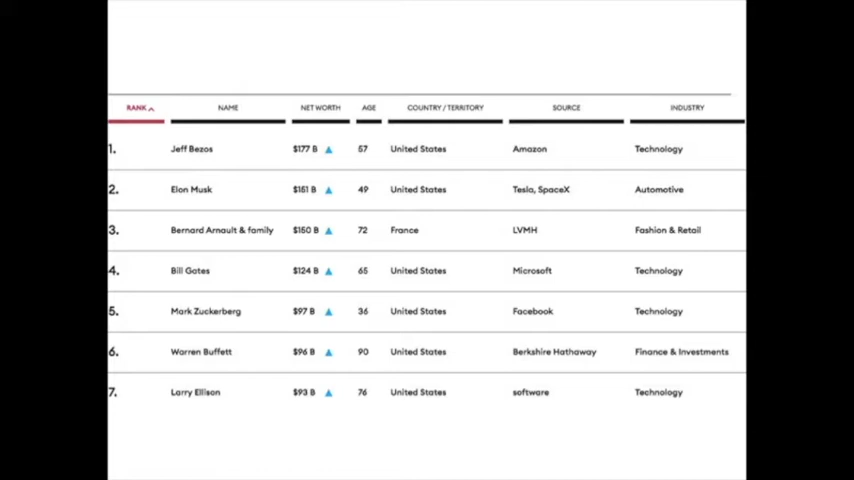 RANK NAME NET WORTH AGE COUNTRY / TERRITORY SOURCE INDUSTRY
1. Jeff Bezos $177 B 57 United States Amazon Technology
2. Elon Musk $151 B 49 United States Tesla, SpaceX Automotive
3. Bernard Arnault & family $150 B 72 France LVMH Fashion & Retail
4. Bill Gates $124 B 65 United States Microsoft Technology
5. Mark Zuckerberg $97 B 36 United States Facebook Technology
6. Warren Buffett $96 B 90 United States Berkshire Hathaway Finance & Investments
7. Larry Ellison $93 B 76 United States software Technology